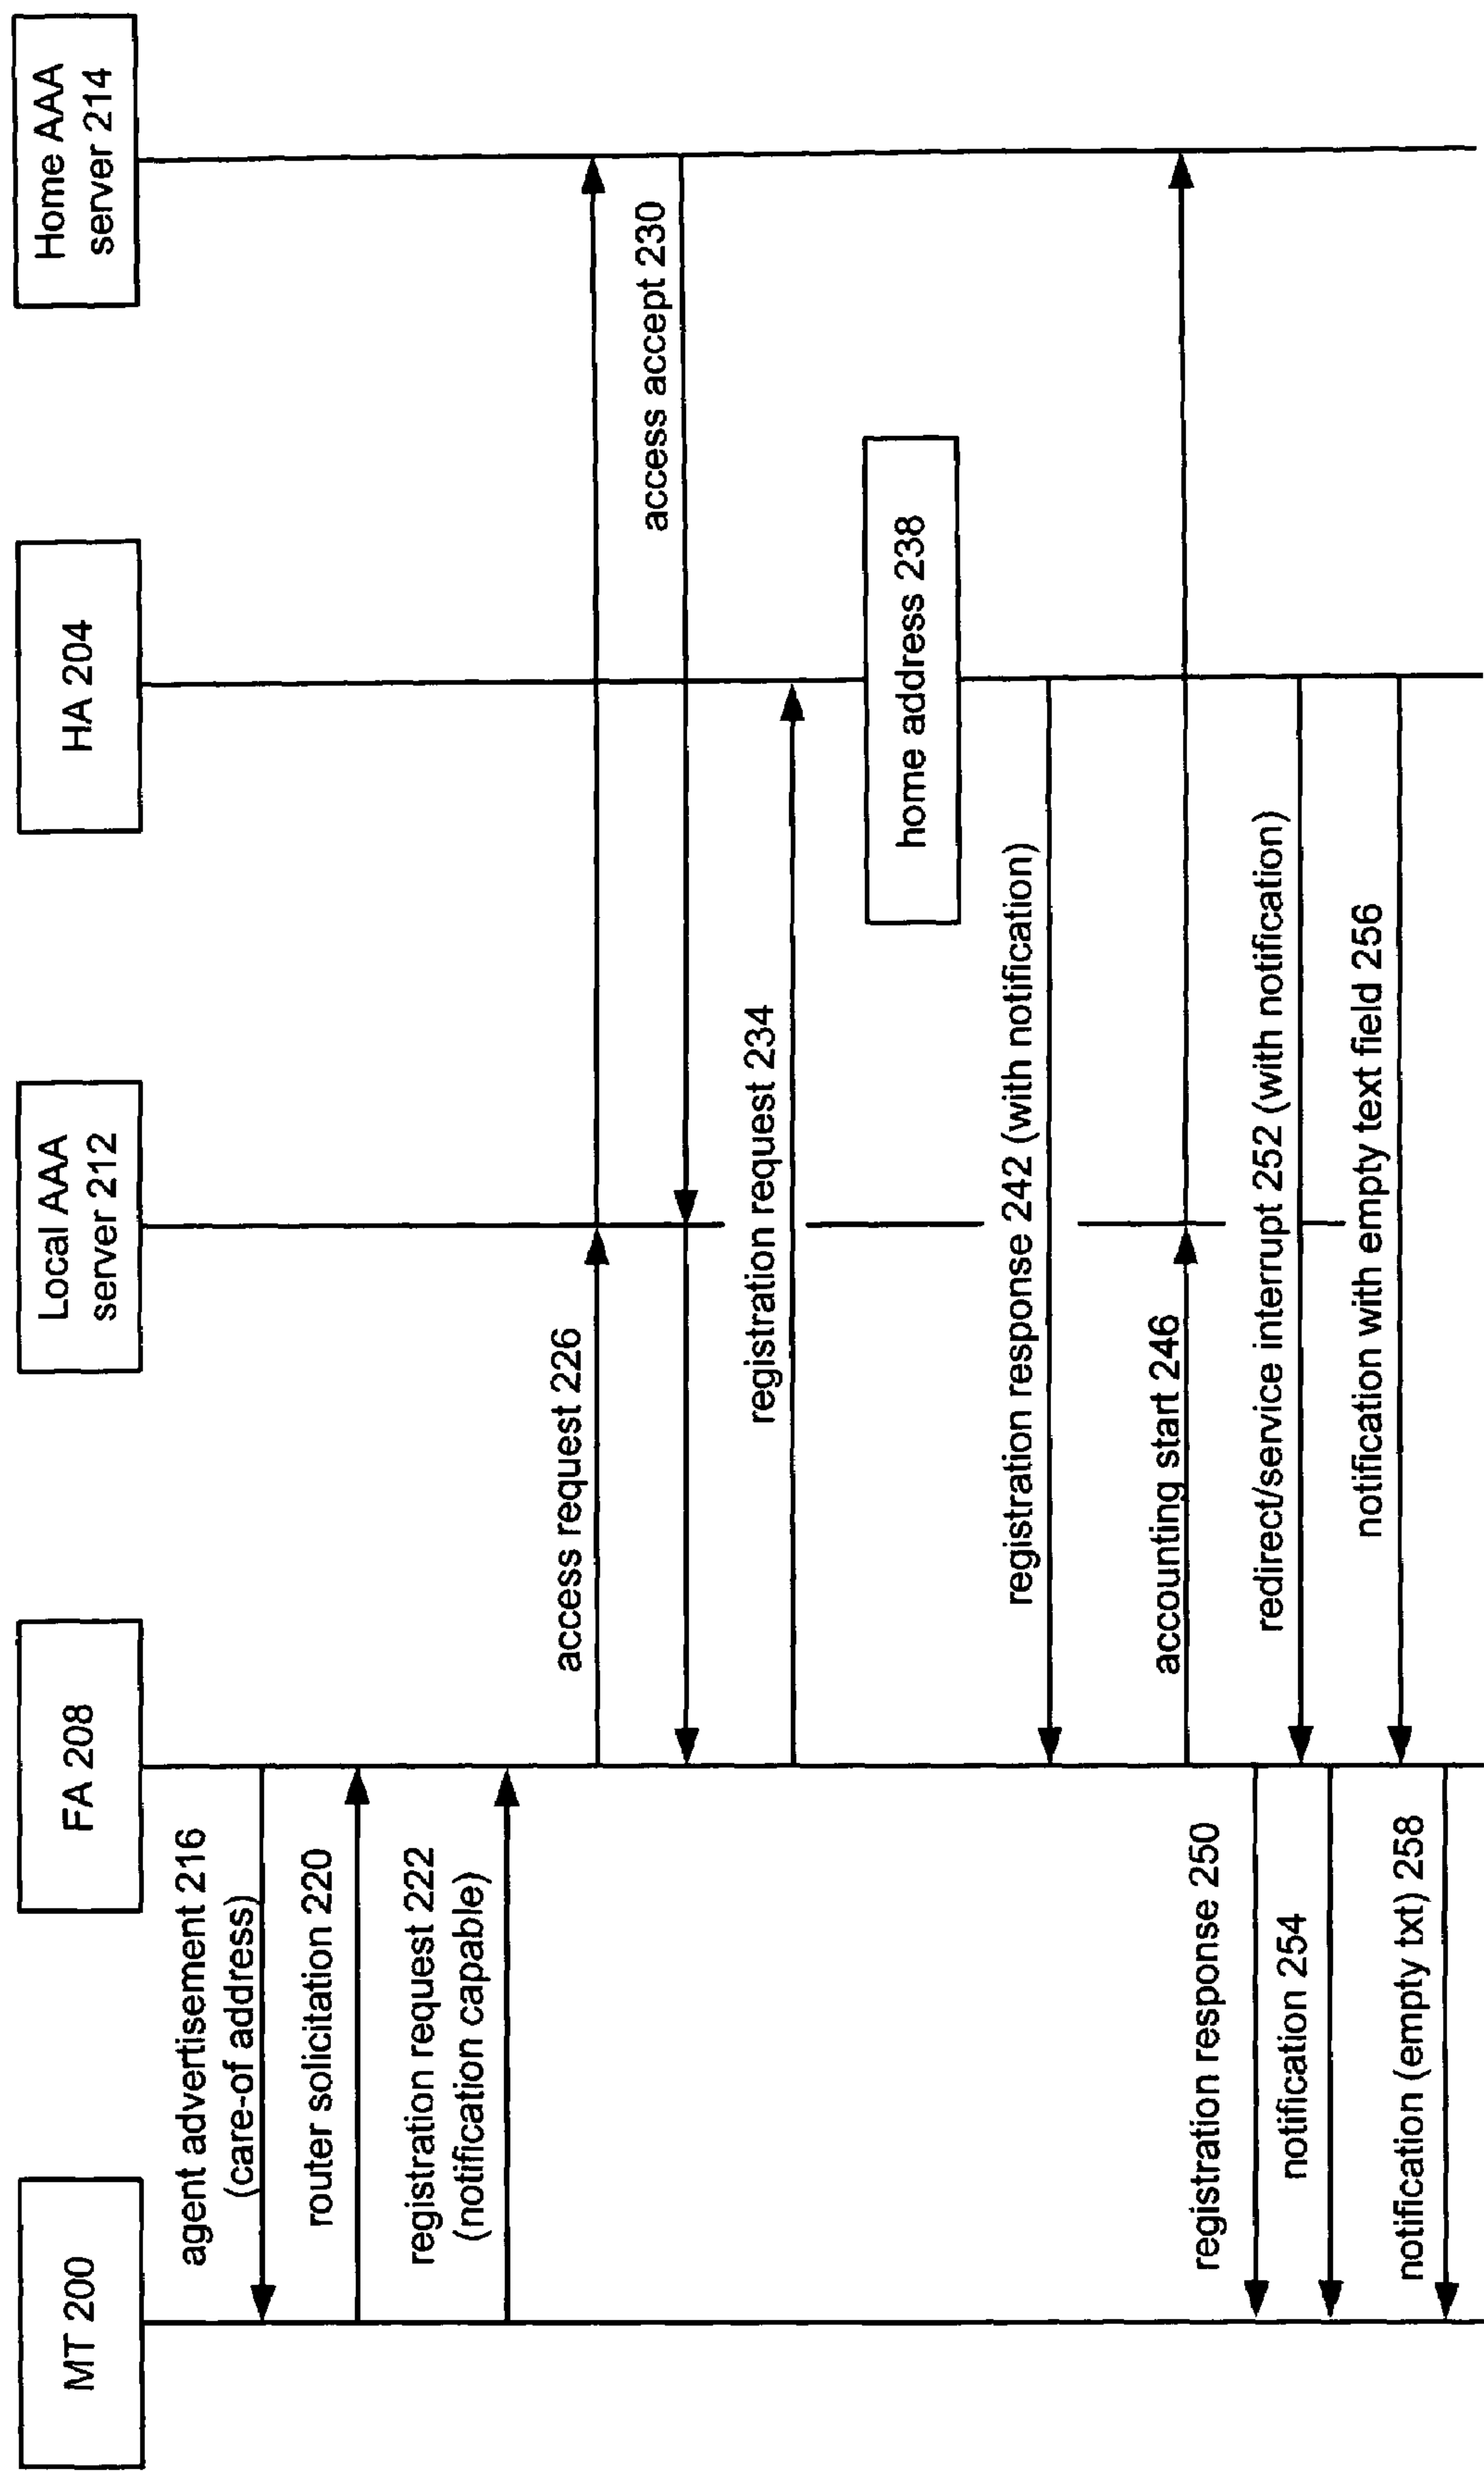 MT 200
FA 208
Local AAA
server 212
HA 204
Home AAA
server 214
agent advertisement 216
(care-of address)
router solicitation 220
registration request 222
(notification capable)
access request 226
access accept 230
registration request 234
home address 238
registration response 242 (with notification)
accounting start 246
registration response 250
redirect/service interrupt 252 (with notification)
notification 254
notification with empty text field 256
notification (empty txt) 258